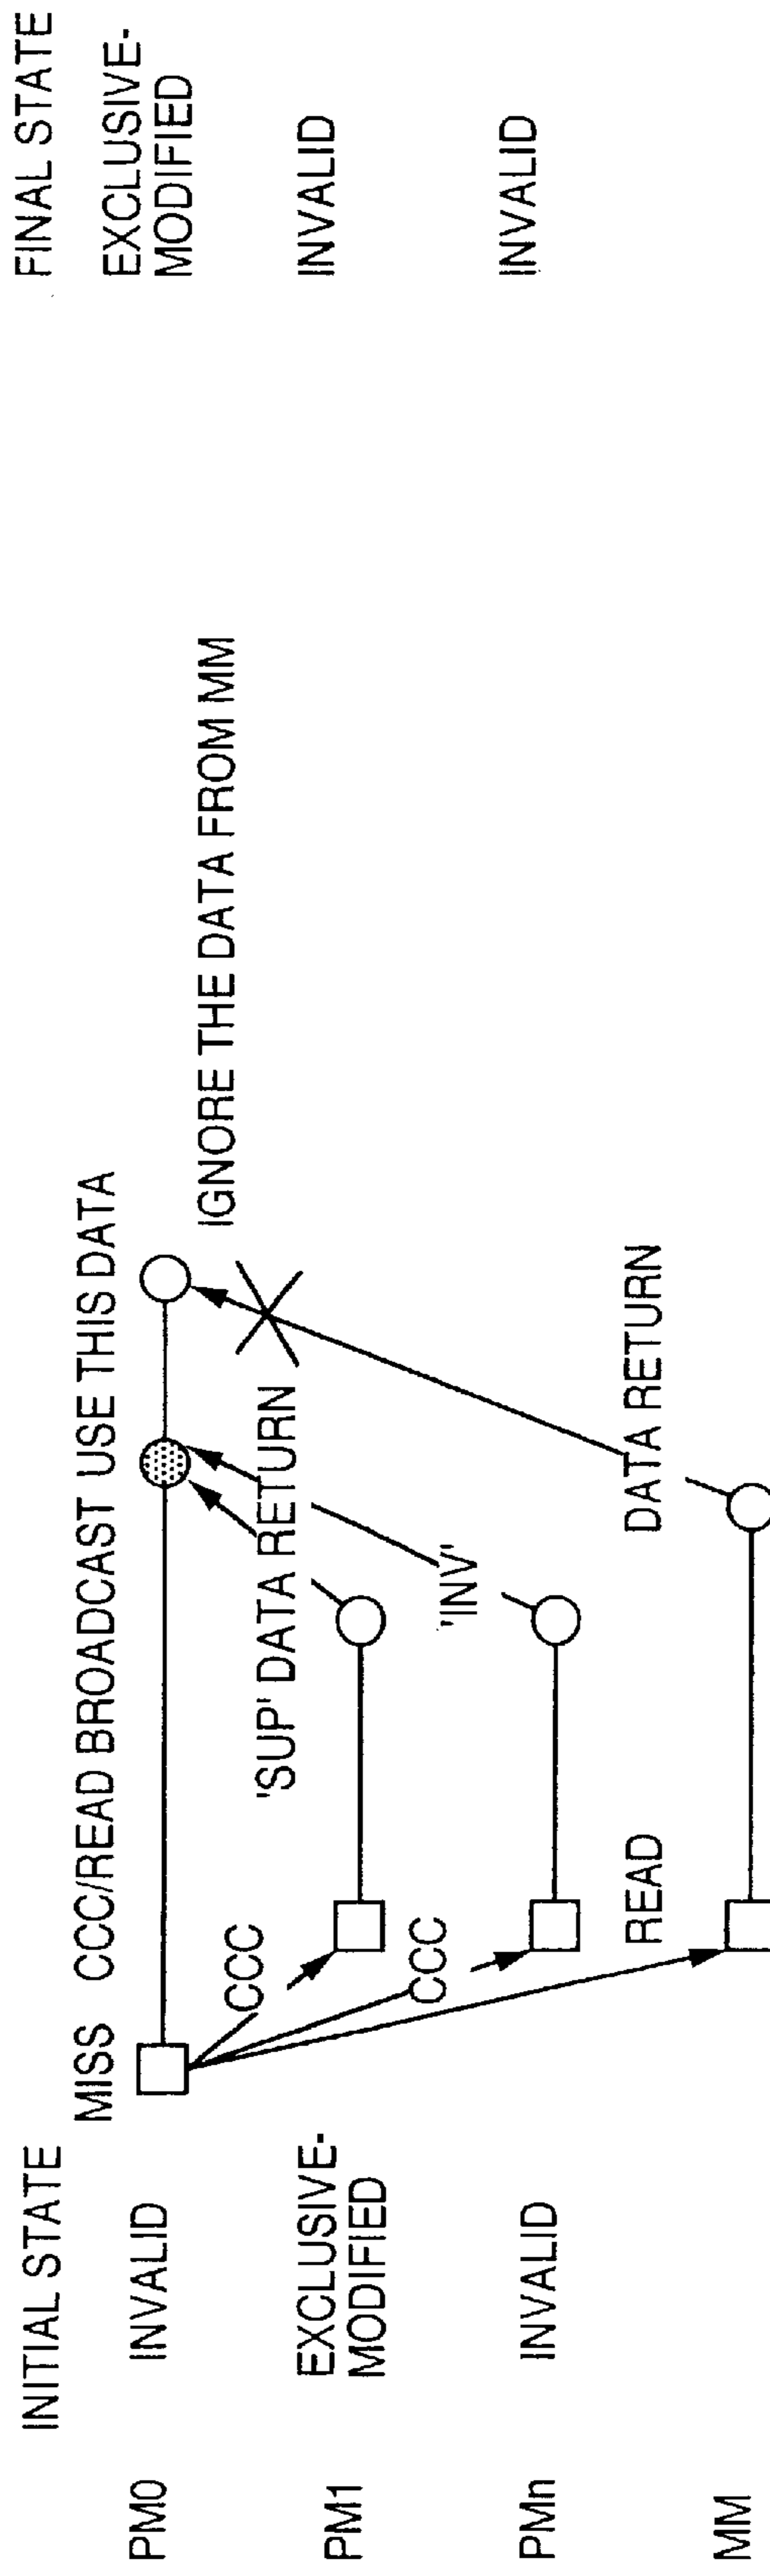 INITIAL STATE
FINAL STATE
MISS CCC/READ BROADCAST USE THIS DATA
PM0 INVALID
EXCLUSIVE-
MODIFIED
IGNORE THE DATA FROM MM
CCC
'SUP' DATA RETURN
PM1 EXCLUSIVE-
MODIFIED
INVALID
CCC
'INV'
PMn INVALID
INVALID
READ
DATA RETURN
MM